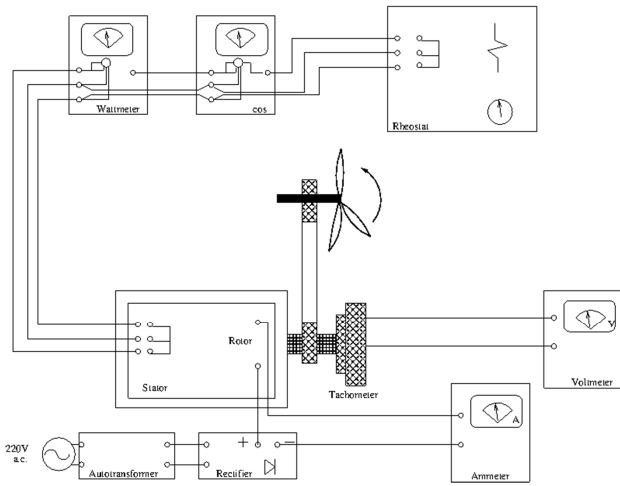 Wattmeter
cos
Rheostat
Rotor
Stator
Tachometer
V
Voltmeter
A
Ammeter
220V
a.c.
Autotransformer
+
−
Rectifier